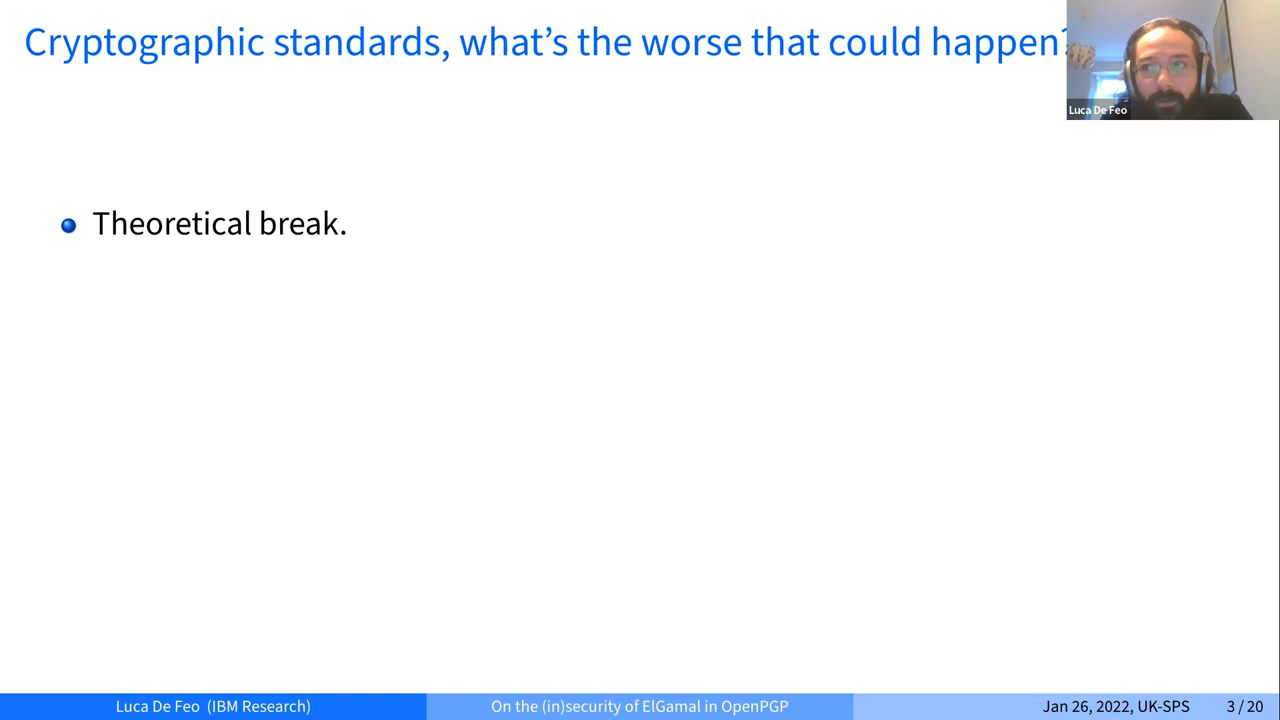 Cryptographic standards, what's the worse that could happen?
Luca De Feo
Theoretical break.
Luca De Feo (IBM Research)
On the (in)security of ElGamal in OpenPGP
Jan 26, 2022, UK-SPS
3 / 20